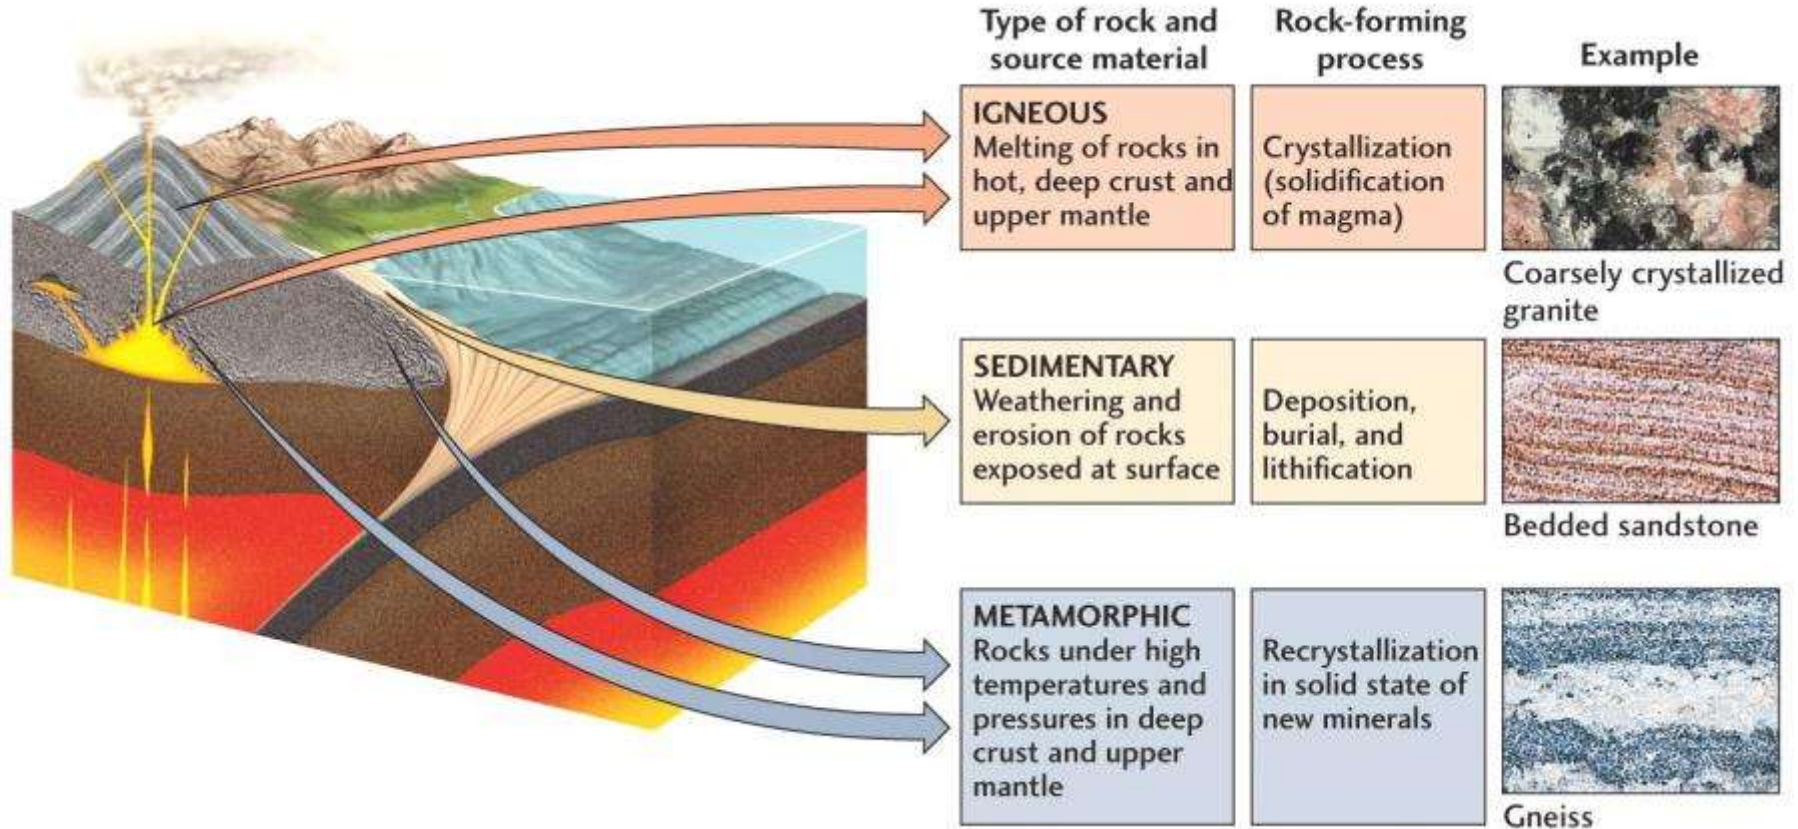 Type of rock and
source material
Rock-forming
process
Example
IGNEOUS
Melting of rocks in
hot, deep crust and
upper mantle
Crystallization
(solidification
of magma)
Coarsely crystallized
granite
SEDIMENTARY
Weathering and
erosion of rocks
exposed at surface
Deposition,
burial, and
lithification
Bedded sandstone
METAMORPHIC
Rocks under high
temperatures and
pressures in deep
crust and upper
mantle
Recrystallization
in solid state of
new minerals
Gneiss